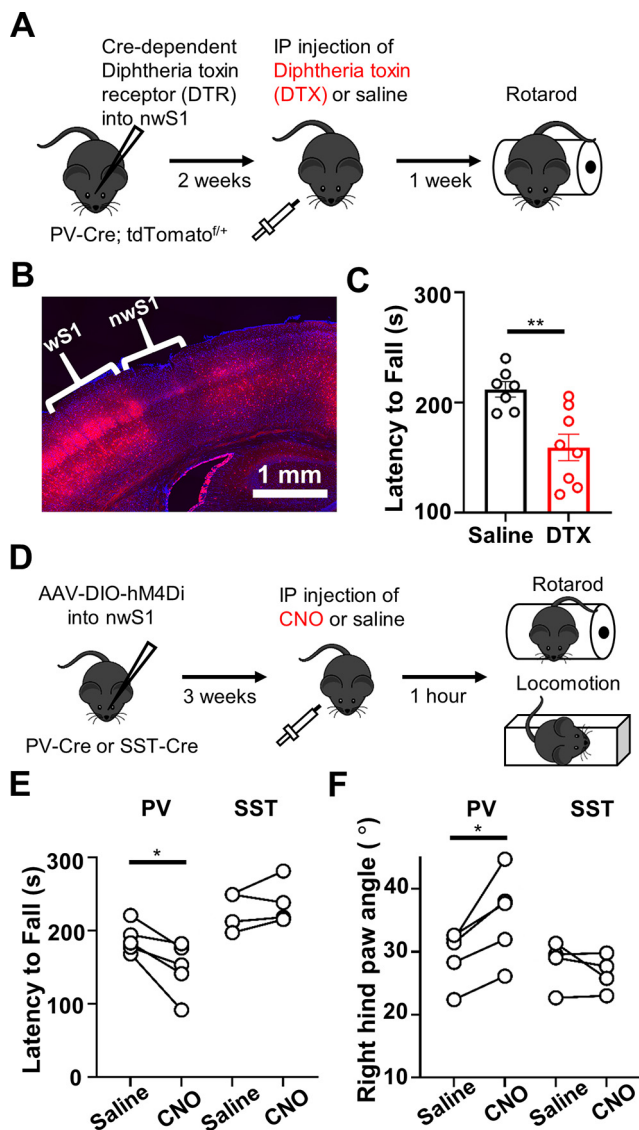 A
Cre-dependent
Diphtheria toxin
receptor (DTR)
into nwS1
IP injection of
Diphtheria toxin
(DTX) or saline
Rotarod
2 weeks
1 week
PV-Cre; tdTomatof/+
B
wS1
nwS1
1 mm
C
Latency to Fall (s)
300
200
100
**
Saline
DTX
D
AAV-DIO-hM4Di
into nwS1
IP injection of
CNO or saline
Rotarod
3 weeks
1 hour
Locomotion
PV-Cre or SST-Cre
E
PV
SST
*
Latency to Fall (s)
300
200
100
0
Saline
CNO
Saline
CNO
F
PV
SST
*
Right hind paw angle ( °)
40
30
20
10
Saline
CNO
Saline
CNO